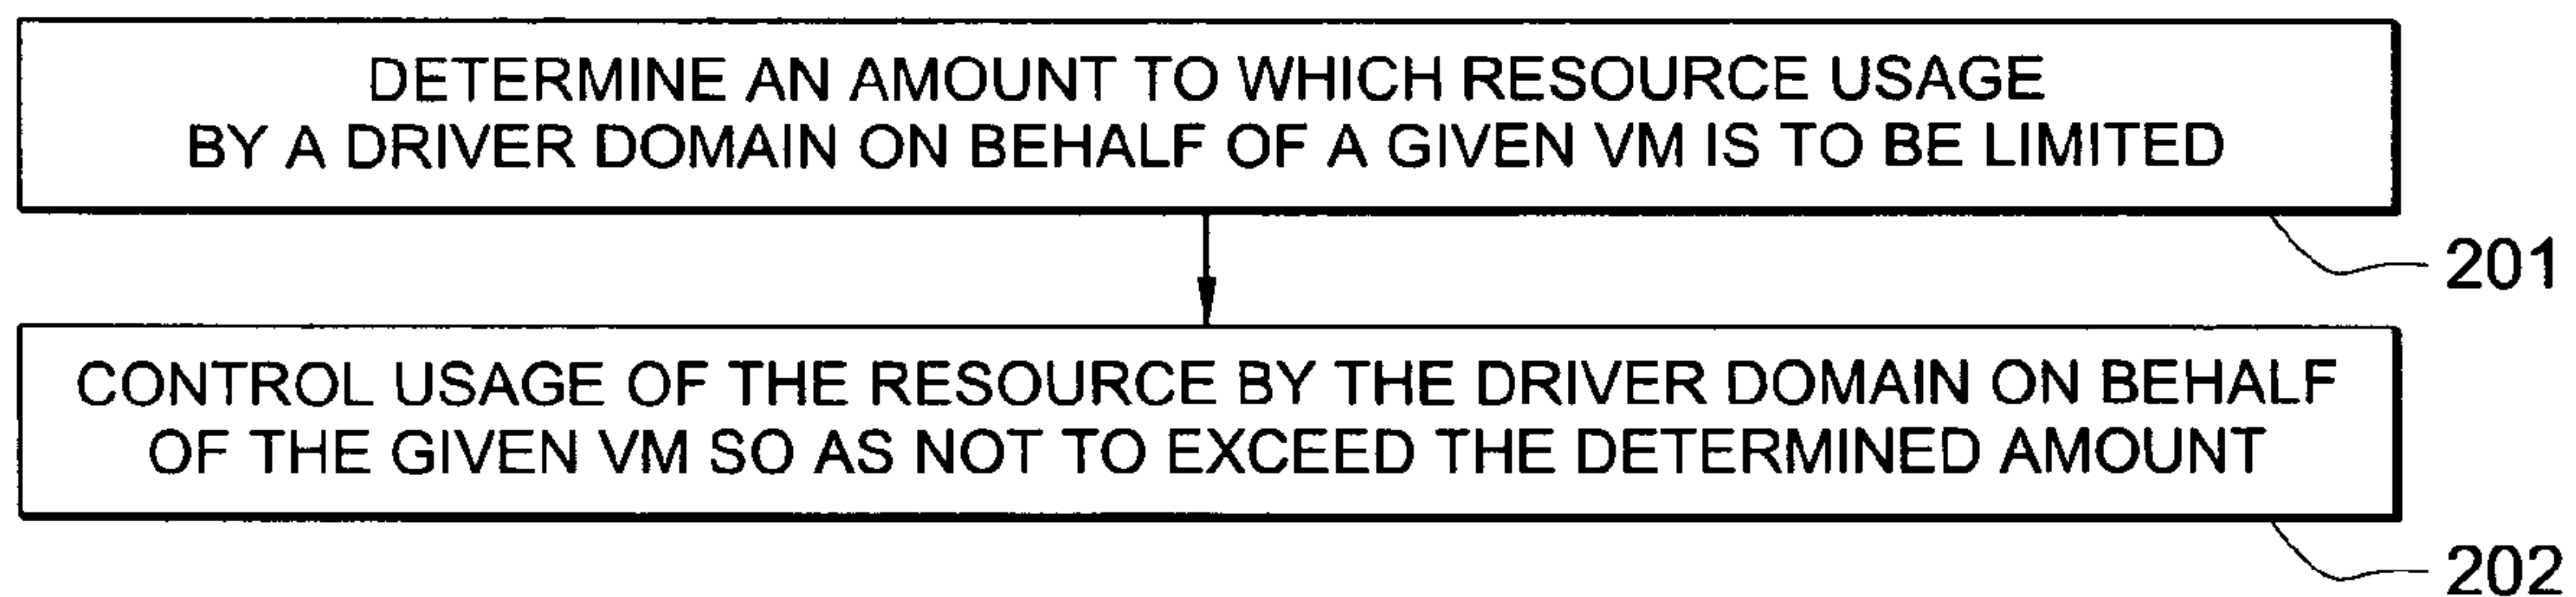 DETERMINE AN AMOUNT TO WHICH RESOURCE USAGE
BY A DRIVER DOMAIN ON BEHALF OF A GIVEN VM IS TO BE LIMITED
201
CONTROL USAGE OF THE RESOURCE BY THE DRIVER DOMAIN ON BEHALF
OF THE GIVEN VM SO AS NOT TO EXCEED THE DETERMINED AMOUNT
202